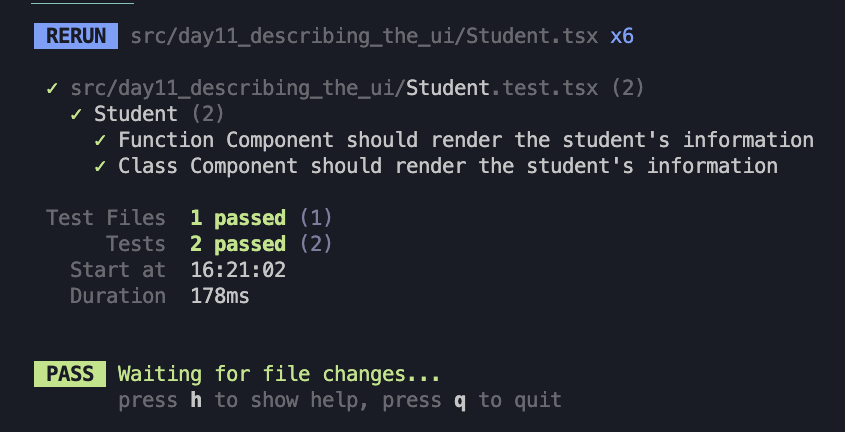 RERUN src/day11_describing_the_ui/Student.tsx x6
✓ src/day11_describing_the_ui/Student.test.tsx (2)
✓ Student (2)
✓ Function Component should render the student's information
✓ Class Component should render the student's information
Test Files 1 passed (1)
Tests 2 passed (2)
Start at 16:21:02
Duration 178ms
PASS Waiting for file changes...
press h to show help, press q to quit